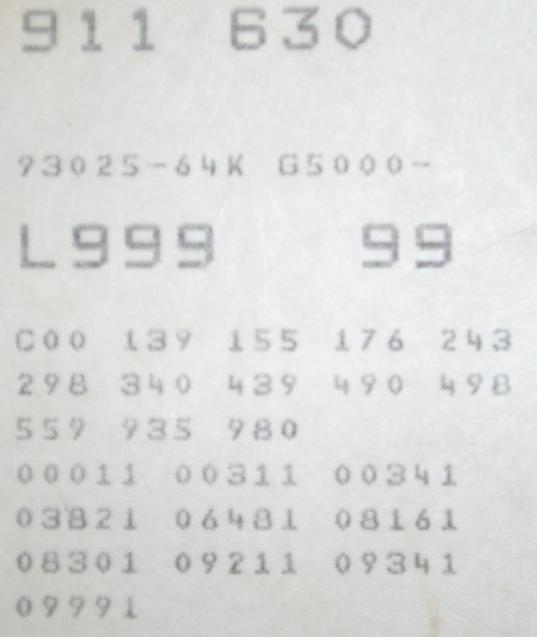 911 630
93025-64K G5000-
L999 99
C00 139 155 176 243
298 340 439 490 498
559 935 980
00011 00311 00341
03821 06481 08161
08301 09211 09341
09991